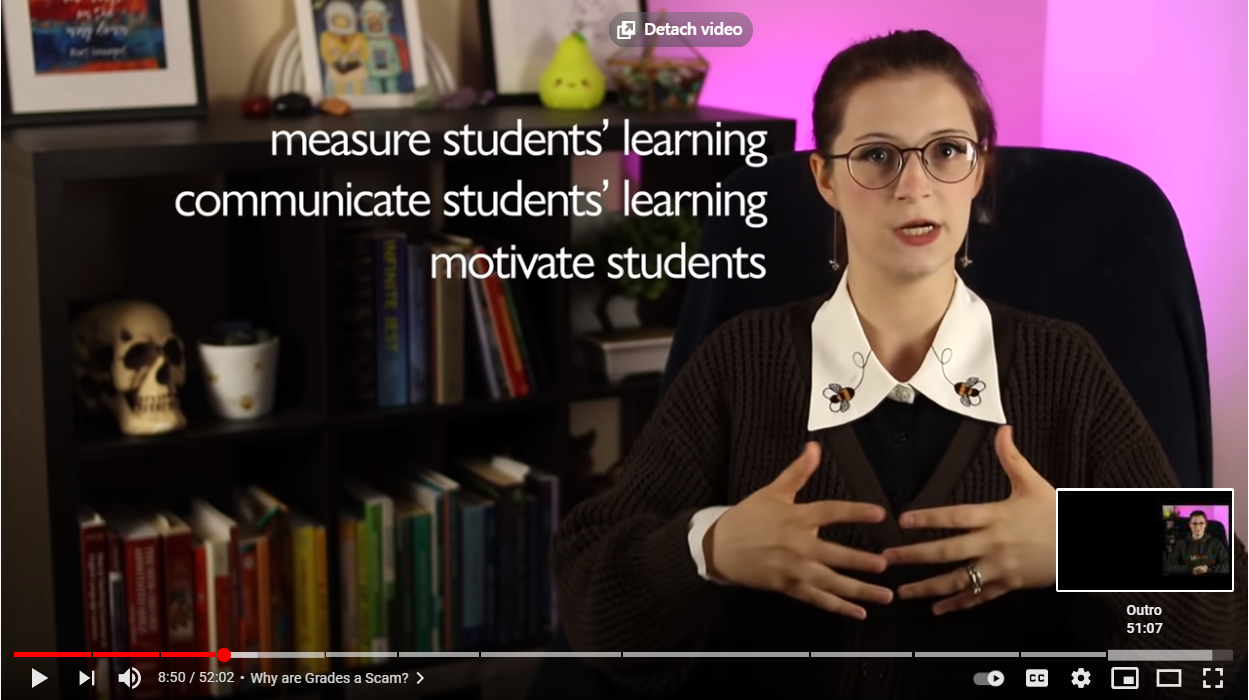 Detach video
measure students’ learning
communicate students’ learning
motivate students
INFINITE JEST
Outro
51:07
8:50 / 52:02 • Why are Grades a Scam? >
CC